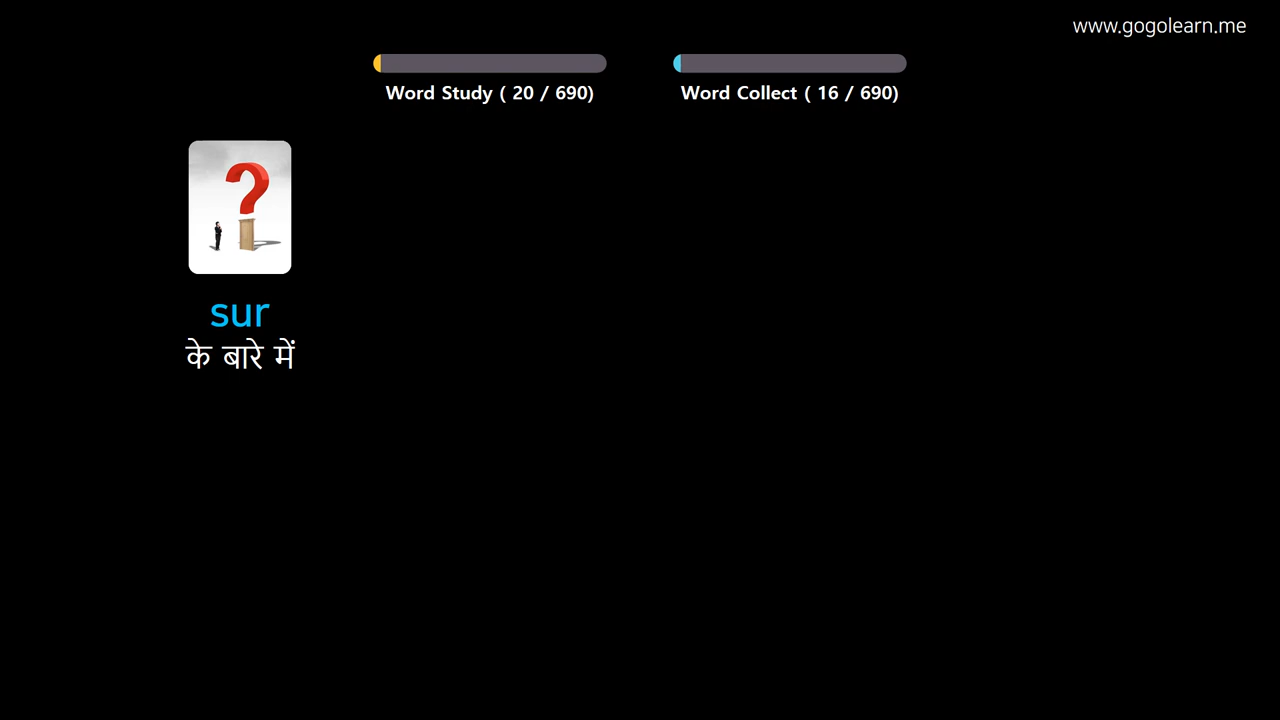 www.gogolearn.me
Word Study ( 20 / 690)
Word Collect ( 16 / 690)
sur
के बारे में